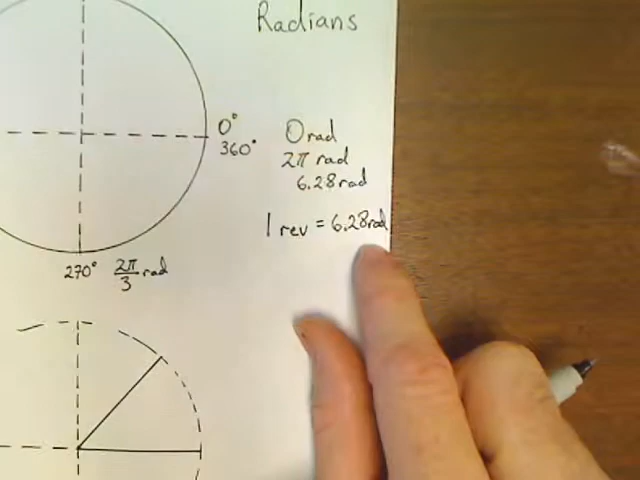 Radians
0°
360°
0 rad
2π rad
6.28 rad
1 rev = 6.28 rad
270° 2π/3 rad